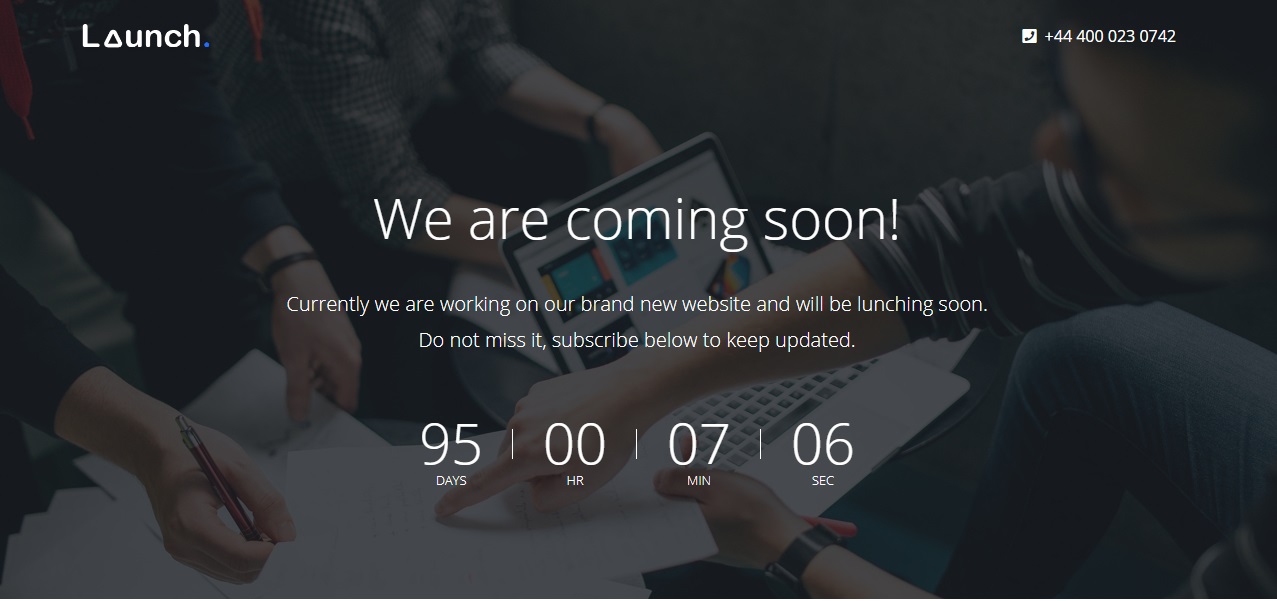 Launch.
+44 400 023 0742
We are coming soon!
Currently we are working on our brand new website and will be lunching soon.
Do not miss it, subscribe below to keep updated.
95 00 07 06
DAYS HR MIN SEC